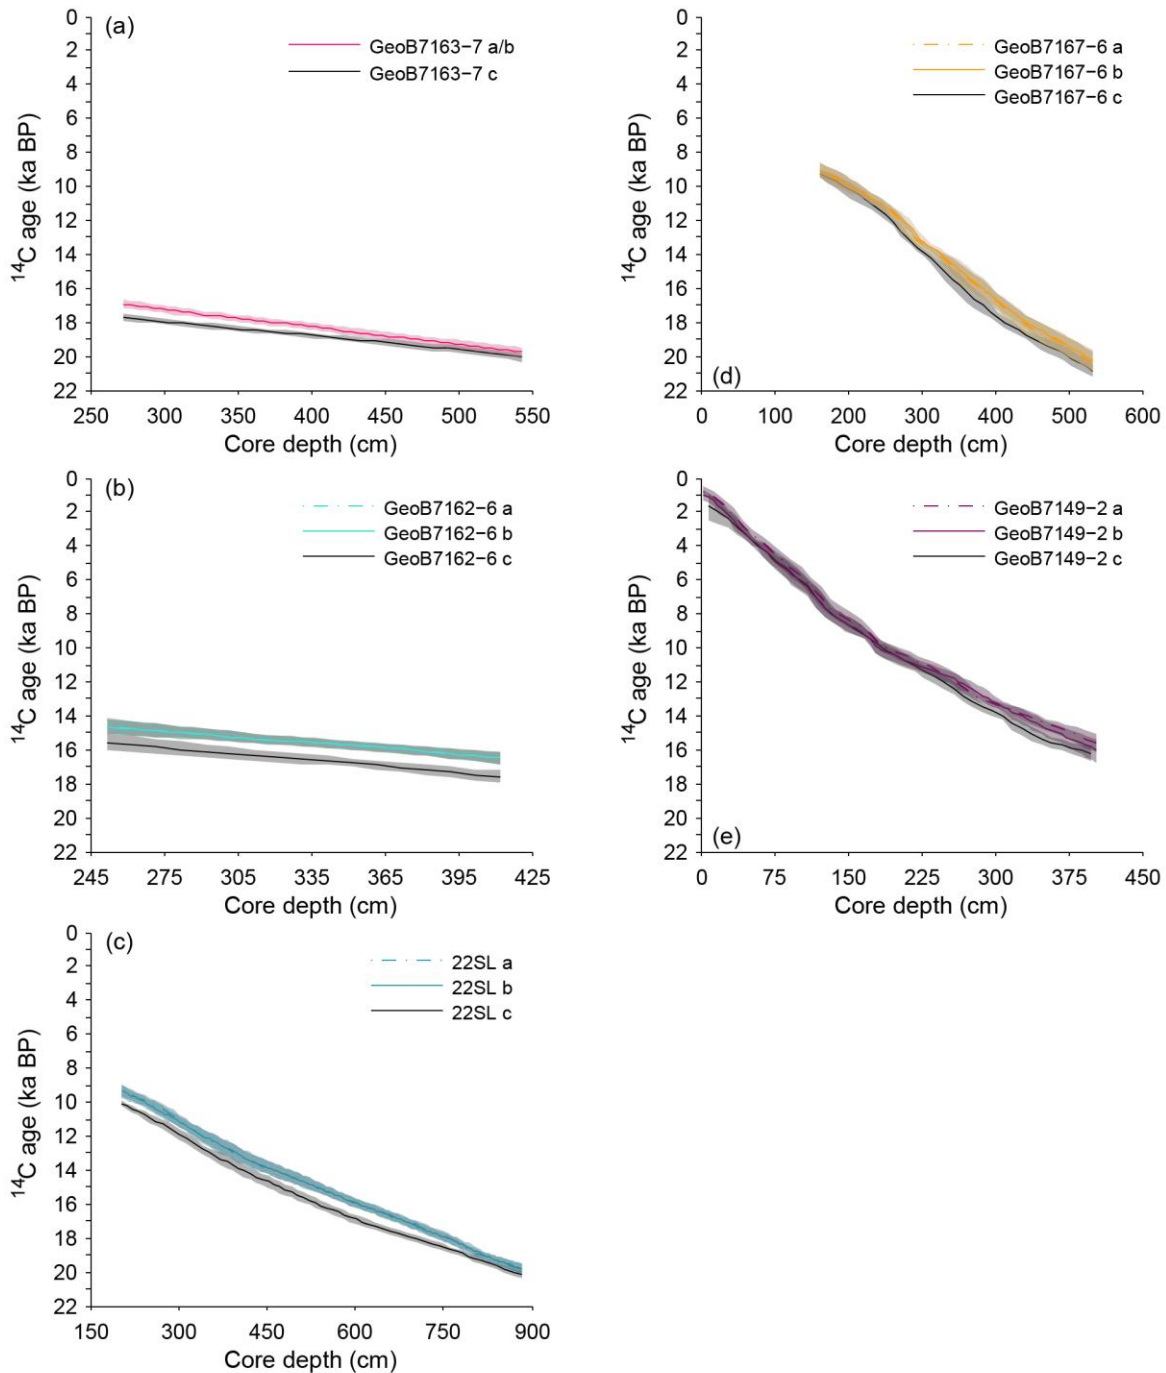 (a)
GeoB7163−7 a/b
GeoB7163−7 c
0
2
4
6
8
10
12
14
16
18
20
22
14C age (ka BP)
250 300 350 400 450 500 550
Core depth (cm)
GeoB7167−6 a
GeoB7167−6 b
GeoB7167−6 c
0
2
4
6
8
10
12
14
16
18
20
22
14C age (ka BP)
(d)
0 100 200 300 400 500 600
Core depth (cm)
(b)
GeoB7162−6 a
GeoB7162−6 b
GeoB7162−6 c
0
2
4
6
8
10
12
14
16
18
20
22
14C age (ka BP)
245 275 305 335 365 395 425
Core depth (cm)
GeoB7149−2 a
GeoB7149−2 b
GeoB7149−2 c
0
2
4
6
8
10
12
14
16
18
20
22
14C age (ka BP)
(e)
0 75 150 225 300 375 450
Core depth (cm)
(c)
22SL a
22SL b
22SL c
0
2
4
6
8
10
12
14
16
18
20
22
14C age (ka BP)
150 300 450 600 750 900
Core depth (cm)